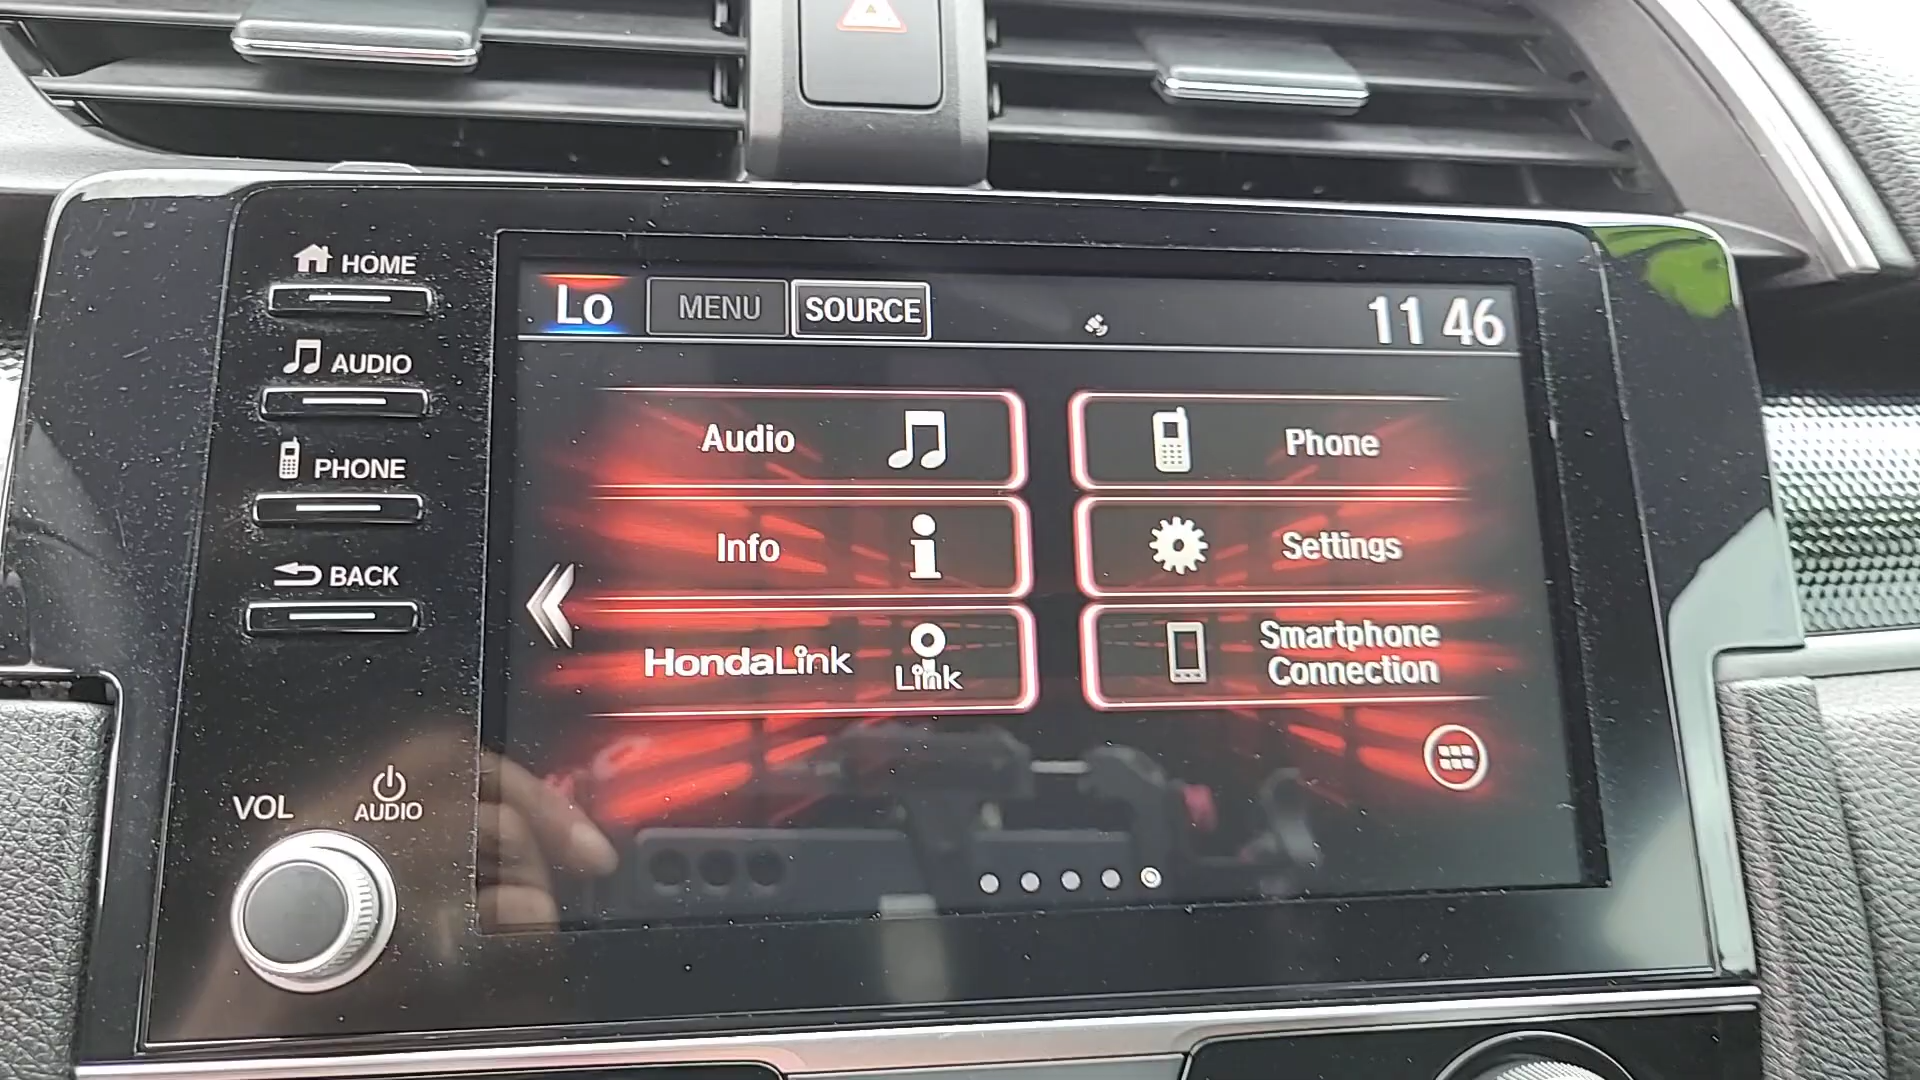 HOME
AUDIO
PHONE
BACK
VOL
AUDIO
Lo MENU SOURCE 11 46
Audio
Phone
Info
Settings
HondaLink
Link
Smartphone
Connection